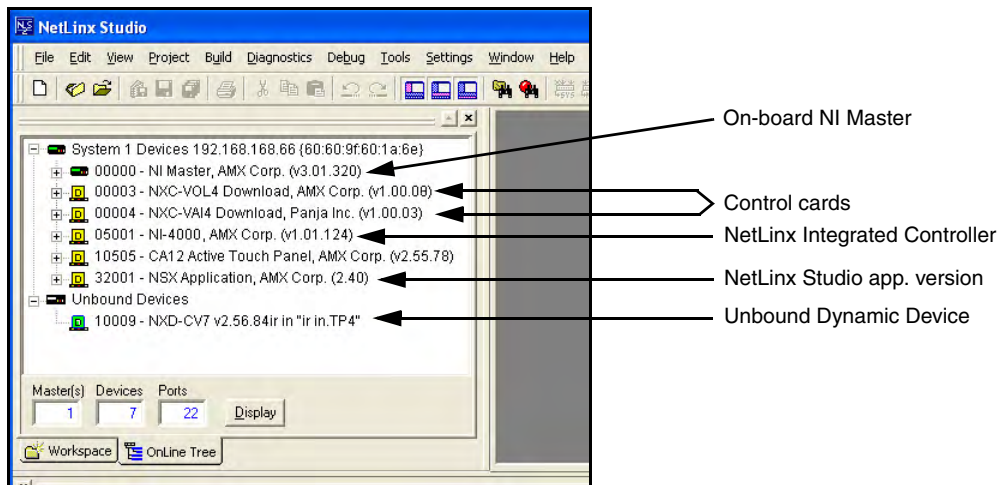 NetLinx Studio
File Edit View Project Build Diagnostics Debug Tools Settings Window Help
System 1 Devices 192.168.168.66 {60:60:9f:60:1a:6e}
00000 - NI Master, AMX Corp. (v3.01.320)
On-board NI Master
00003 - NXC-VOL4 Download, AMX Corp. (v1.00.09)
00004 - NXC-VAI4 Download, Panja Inc. (v1.00.03)
Control cards
05001 - NI-4000, AMX Corp. (v1.01.124)
NetLinx Integrated Controller
10505 - CA12 Active Touch Panel, AMX Corp. (v2.55.78)
32001 - NSX Application, AMX Corp. (2.40)
NetLinx Studio app. version
Unbound Devices
10009 - NXD-CV7 v2.56.84ir in "ir in.TP4"
Unbound Dynamic Device
Master(s) Devices Ports
1 7 22 Display
Workspace OnLine Tree